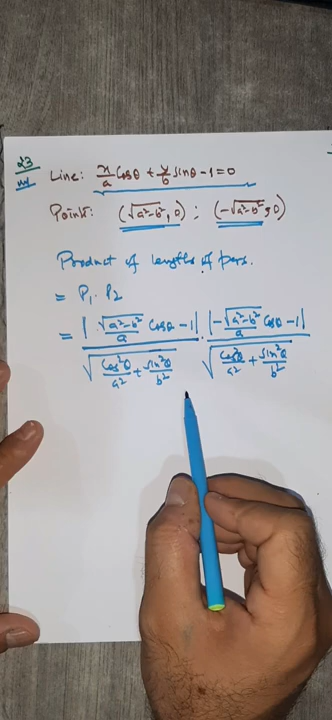 23
Line: x/a Cosθ + y/b sinθ - 1 = 0
Points: (√a²-b², 0) ; (-√a²-b², 0)
Product of lengths of pers.
= P₁ . P₂
= |√a²-b²/a Cosθ - 1| / √cos²θ/a² + sin²θ/b² . |-√a²-b²/a Cosθ - 1| / √cos²θ/a² + sin²θ/b²